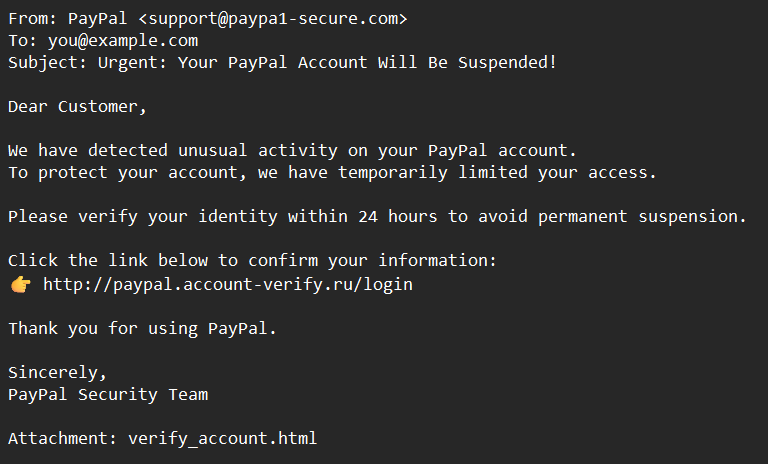 From: PayPal <support@paypa1-secure.com>
To: you@example.com
Subject: Urgent: Your PayPal Account Will Be Suspended!
Dear Customer,
We have detected unusual activity on your PayPal account.
To protect your account, we have temporarily limited your access.
Please verify your identity within 24 hours to avoid permanent suspension.
Click the link below to confirm your information:
👉 http://paypal.account-verify.ru/login
Thank you for using PayPal.
Sincerely,
PayPal Security Team
Attachment: verify_account.html